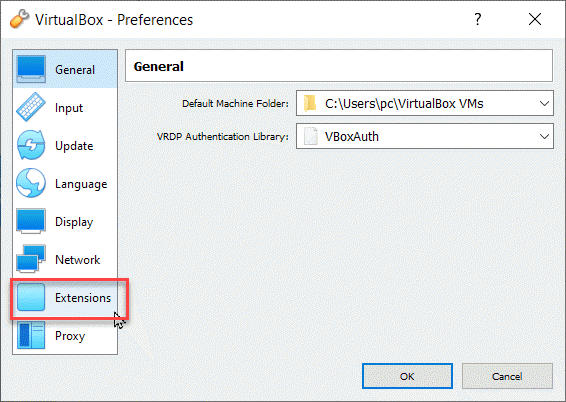 VirtualBox - Preferences
General
Input
Update
Language
Display
Network
Extensions
Proxy
General
Default Machine Folder: C:\Users\pc\VirtualBox VMs
VRDP Authentication Library: VBoxAuth
OK Cancel